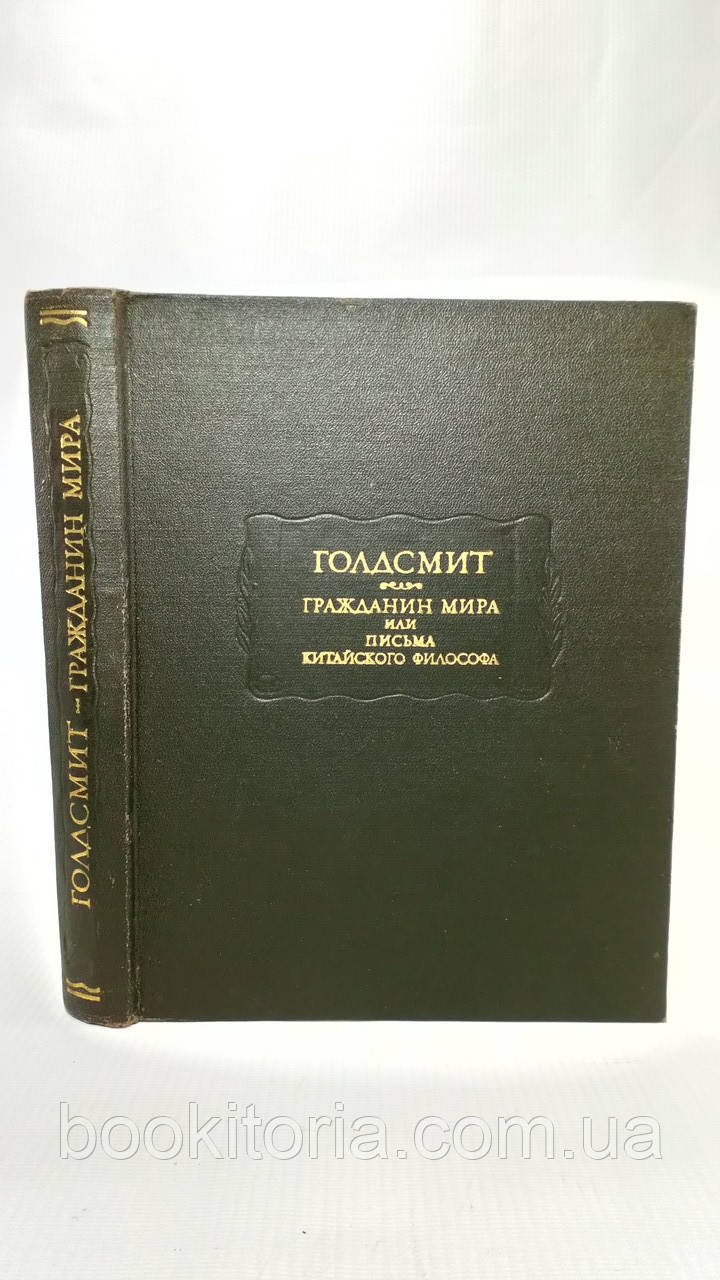 ГОЛДСМИТ — ГРАЖДАНИН МИРА
ГОЛДСМИТ
ГРАЖДАНИН МИРА
ИЛИ
ПИСЬМА
КИТАЙСКОГО ФИЛОСОФА
bookitoria.com.ua